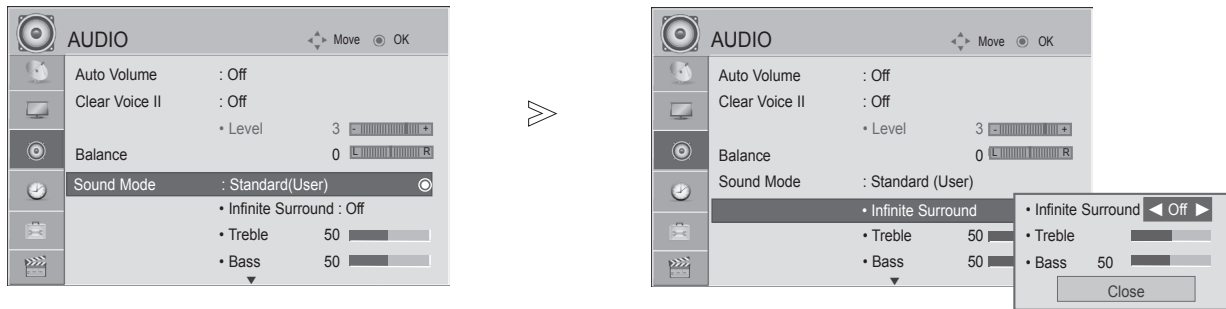 AUDIO Move OK
Auto Volume : Off
Clear Voice II : Off
• Level 3 - +
Balance 0 L R
Sound Mode : Standard(User)
• Infinite Surround : Off
• Treble 50
• Bass 50
AUDIO Move OK
Auto Volume : Off
Clear Voice II : Off
• Level 3 - +
Balance 0 L R
Sound Mode : Standard (User)
• Infinite Surround
• Treble 50
• Bass 50
• Infinite Surround ◀ Off ▶
• Treble
• Bass 50
Close